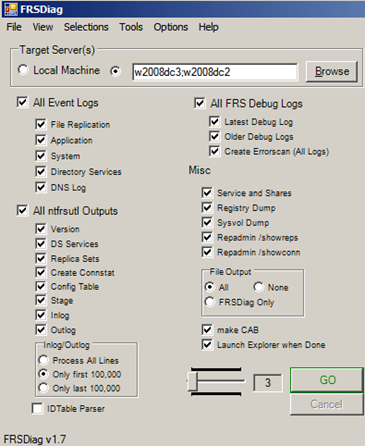 FRSDiag
File View Selections Tools Options Help
Target Server(s)
Local Machine w2008dc3;w2008dc2 Browse
All Event Logs
File Replication
Application
System
Directory Services
DNS Log
All ntfrsutl Outputs
Version
DS Services
Replica Sets
Create Connstat
Config Table
Stage
Inlog
Outlog
Inlog/Outlog
Process All Lines
Only first 100,000
Only last 100,000
IDTable Parser
All FRS Debug Logs
Latest Debug Log
Older Debug Logs
Create Errorscan (All Logs)
Misc
Service and Shares
Registry Dump
Sysvol Dump
Repadmin /showreps
Repadmin /showconn
File Output
All None
FRSDiag Only
make CAB
Launch Explorer when Done
3
GO
Cancel
FRSDiag v1.7